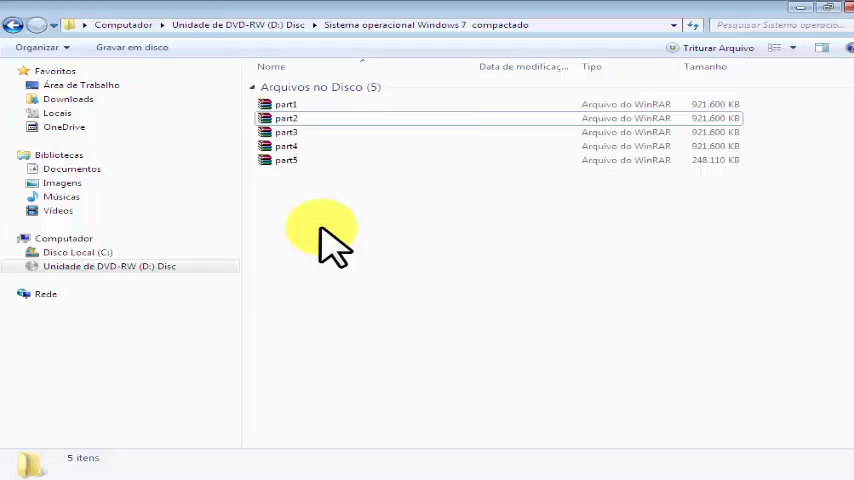 Computador ▸ Unidade de DVD-RW (D:) Disc ▸ Sistema operacional Windows 7 compactado
Pesquisar Sistema operacio...
Organizar Gravar em disco Triturar Arquivo
Nome Data de modificaç... Tipo Tamanho
Favoritos
Área de Trabalho
Downloads
Locais
OneDrive
Bibliotecas
Documentos
Imagens
Músicas
Vídeos
Computador
Disco Local (C:)
Unidade de DVD-RW (D:) Disc
Rede
Arquivos no Disco (5)
part1 Arquivo do WinRAR 921.600 KB
part2 Arquivo do WinRAR 921.600 KB
part3 Arquivo do WinRAR 921.600 KB
part4 Arquivo do WinRAR 921.600 KB
part5 Arquivo do WinRAR 248.110 KB
5 itens